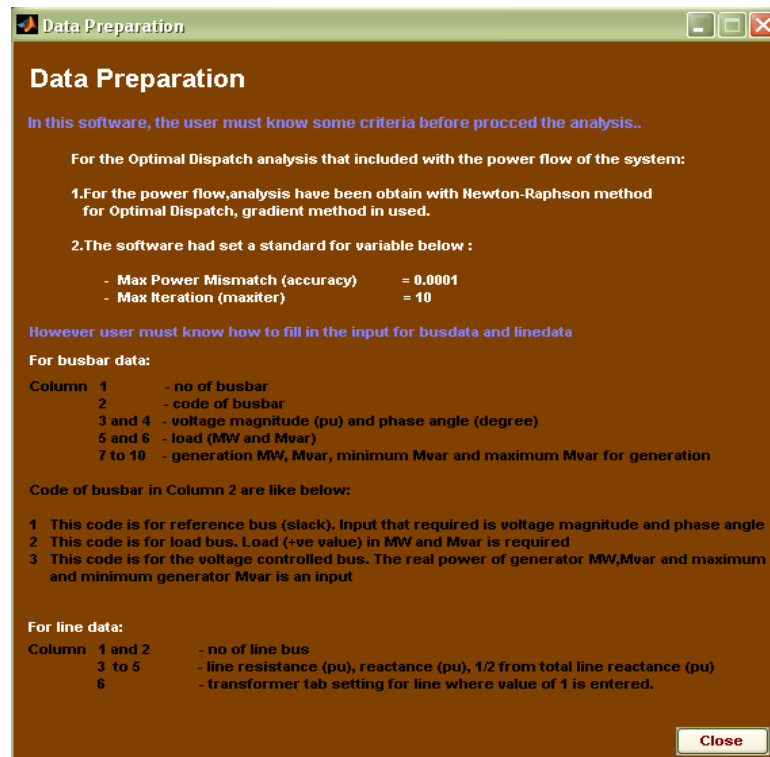 Data Preparation
Data Preparation
In this software, the user must know some criteria before procced the analysis..
For the Optimal Dispatch analysis that included with the power flow of the system:
1.For the power flow,analysis have been obtain with Newton-Raphson method
for Optimal Dispatch, gradient method in used.
2.The software had set a standard for variable below :
- Max Power Mismatch (accuracy) = 0.0001
- Max Iteration (maxiter) = 10
However user must know how to fill in the input for busdata and linedata
For busbar data:
Column 1 - no of busbar
2 - code of busbar
3 and 4 - voltage magnitude (pu) and phase angle (degree)
5 and 6 - load (MW and Mvar)
7 to 10 - generation MW, Mvar, minimum Mvar and maximum Mvar for generation
Code of busbar in Column 2 are like below:
1 This code is for reference bus (slack). Input that required is voltage magnitude and phase angle
2 This code is for load bus. Load (+ve value) in MW and Mvar is required
3 This code is for the voltage controlled bus. The real power of generator MW,Mvar and maximum
and minimum generator Mvar is an input
For line data:
Column 1 and 2 - no of line bus
3 to 5 - line resistance (pu), reactance (pu), 1/2 from total line reactance (pu)
6 - transformer tab setting for line where value of 1 is entered.
Close